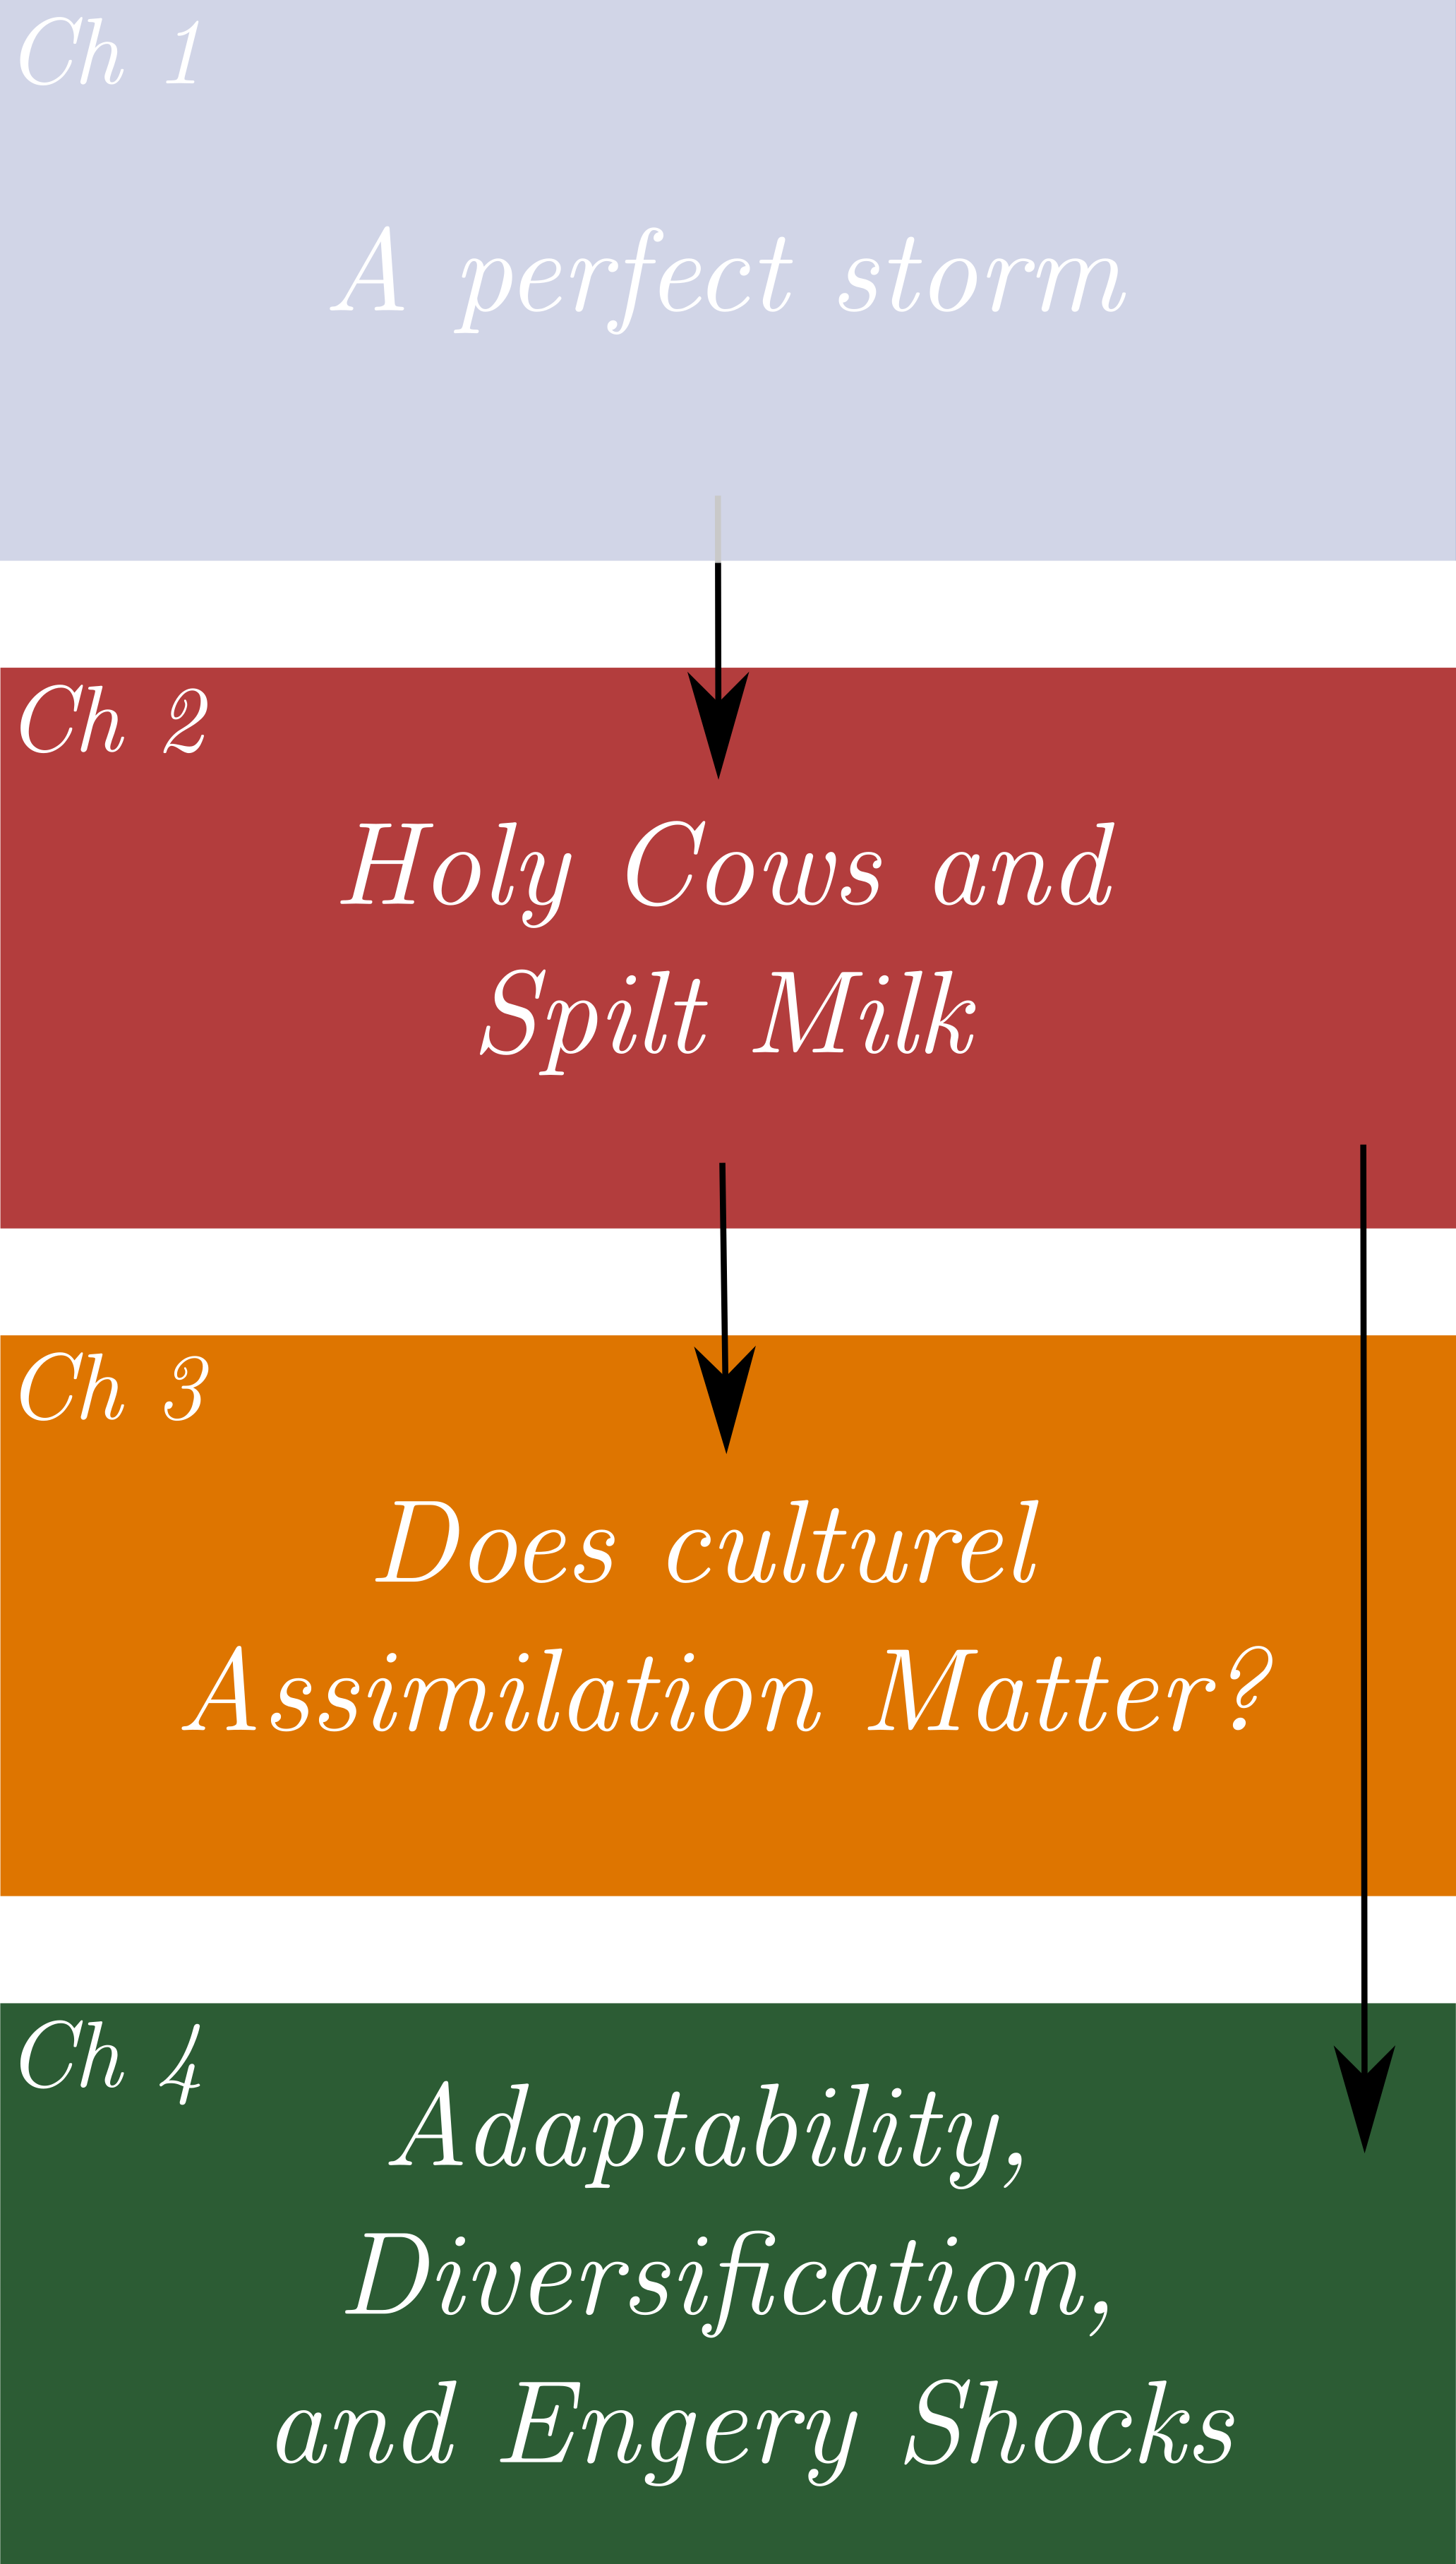 Ch 1
A perfect storm
Ch 2
Holy Cows and
Spilt Milk
Ch 3
Does culturel
Assimilation Matter?
Ch 4
Adaptability,
Diversification,
and Engery Shocks